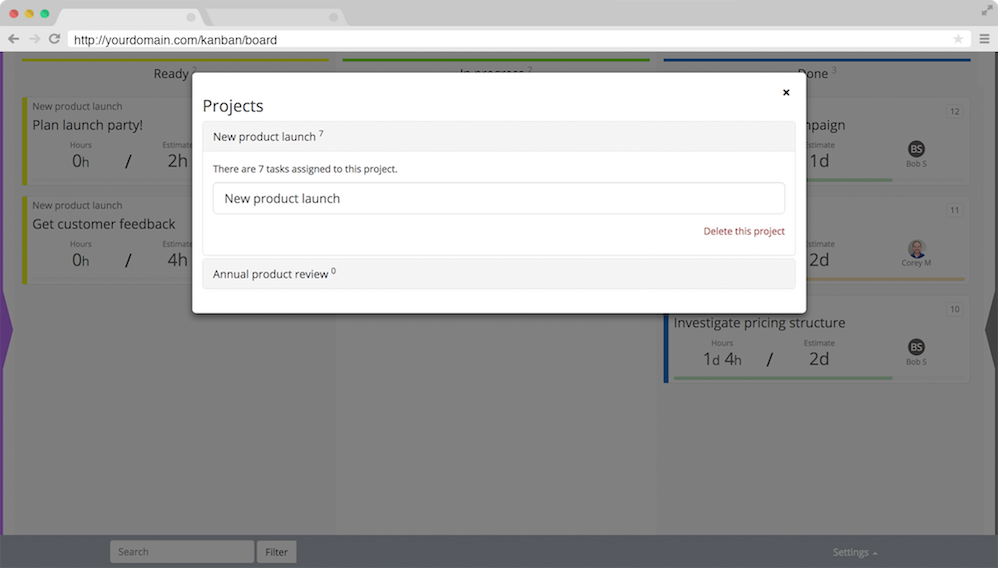 http://yourdomain.com/kanban/board
Ready 2
In progress 2
Done 3
Projects
New product launch 7
There are 7 tasks assigned to this project.
New product launch
Delete this project
Annual product review 0
New product launch
Plan launch party!
Hours
Estimate
0h / 2h
New product launch
Get customer feedback
Hours
Estimate
0h / 4h
12
paign
stimate
1d
BS
Bob S
11
stimate
2d
Corey M
10
Investigate pricing structure
Hours
Estimate
1d 4h / 2d
BS
Bob S
Search
Filter
Settings